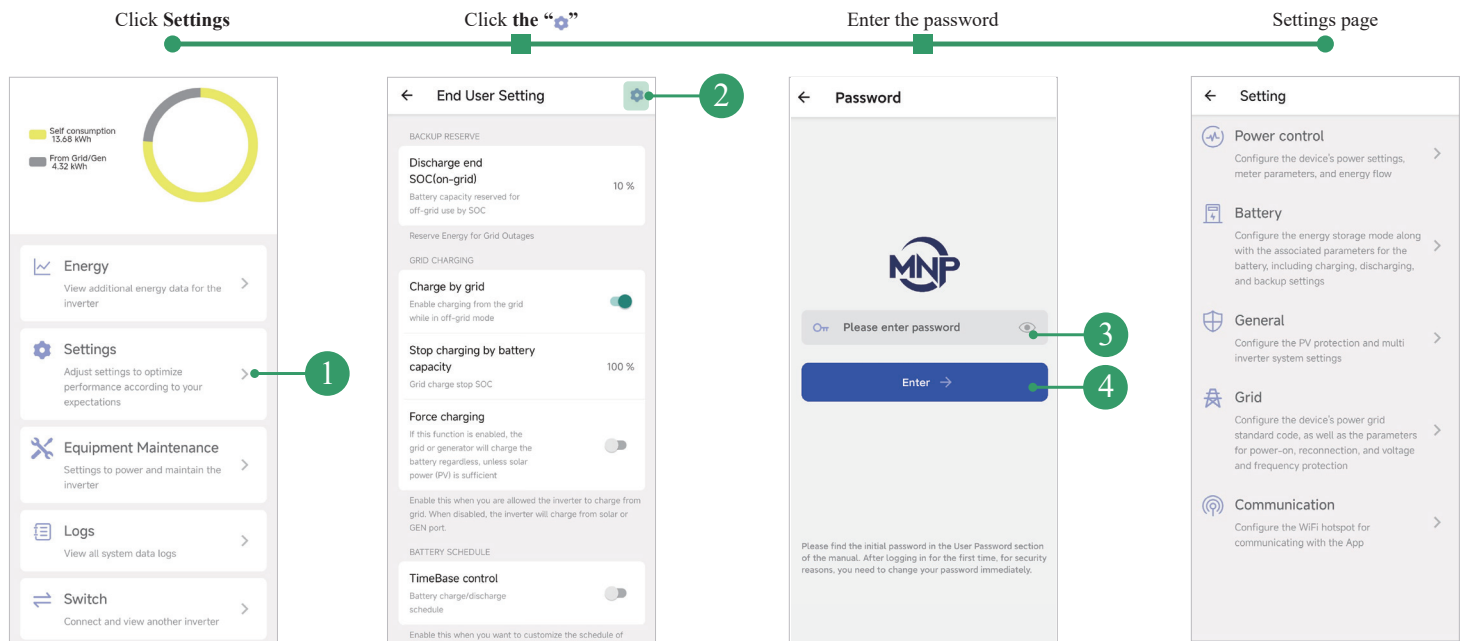 Click Settings
Click the “ ”
Enter the password
Settings page
Self consumption
13.68 kWh
From Grid/Gen
4.32 kWh
Energy
View additional energy data for the
inverter
Settings
Adjust settings to optimize
performance according to your
expectations
1
Equipment Maintenance
Settings to power and maintain the
inverter
Logs
View all system data logs
Switch
Connect and view another inverter
End User Setting
2
BACKUP RESERVE
Discharge end
SOC(on-grid)
10 %
Battery capacity reserved for
off-grid use by SOC
Reserve Energy for Grid Outages
GRID CHARGING
Charge by grid
Enable charging from the grid
while in off-grid mode
Stop charging by battery
capacity
100 %
Grid charge stop SOC
Force charging
If this function is enabled, the
grid or generator will charge the
battery regardless, unless solar
power (PV) is sufficient
Enable this when you are allowed the inverter to charge from
grid. When disabled, the inverter will charge from solar or
GEN port.
BATTERY SCHEDULE
TimeBase control
Battery charge/discharge
schedule
Enable this when you want to customize the schedule of
Password
MNP
Please enter password
3
Enter →
4
Please find the initial password in the User Password section
of the manual. After logging in for the first time, for security
reasons, you need to change your password immediately.
Setting
Power control
Configure the device's power settings,
meter parameters, and energy flow
Battery
Configure the energy storage mode along
with the associated parameters for the
battery, including charging, discharging,
and backup settings
General
Configure the PV protection and multi
inverter system settings
Grid
Configure the device's power grid
standard code, as well as the parameters
for power-on, reconnection, and voltage
and frequency protection
Communication
Configure the WiFi hotspot for
communicating with the App